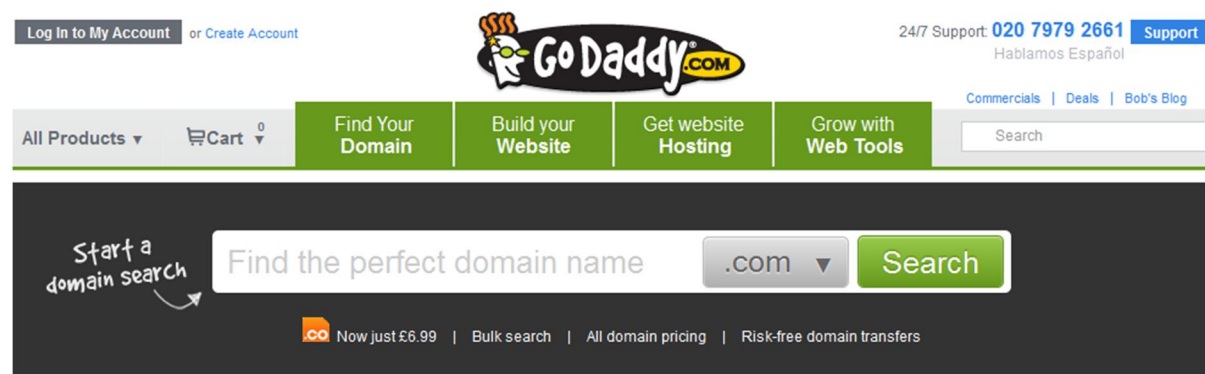 Log In to My Account or Create Account
GoDaddy.COM
24/7 Support: 020 7979 2661 Support
Hablamos Español
Commercials | Deals | Bob's Blog
All Products ▼ Cart 0 ▼
Find Your
Domain
Build your
Website
Get website
Hosting
Grow with
Web Tools
Search
Start a
domain search
Find the perfect domain name .com ▼ Search
.co Now just £6.99 | Bulk search | All domain pricing | Risk-free domain transfers